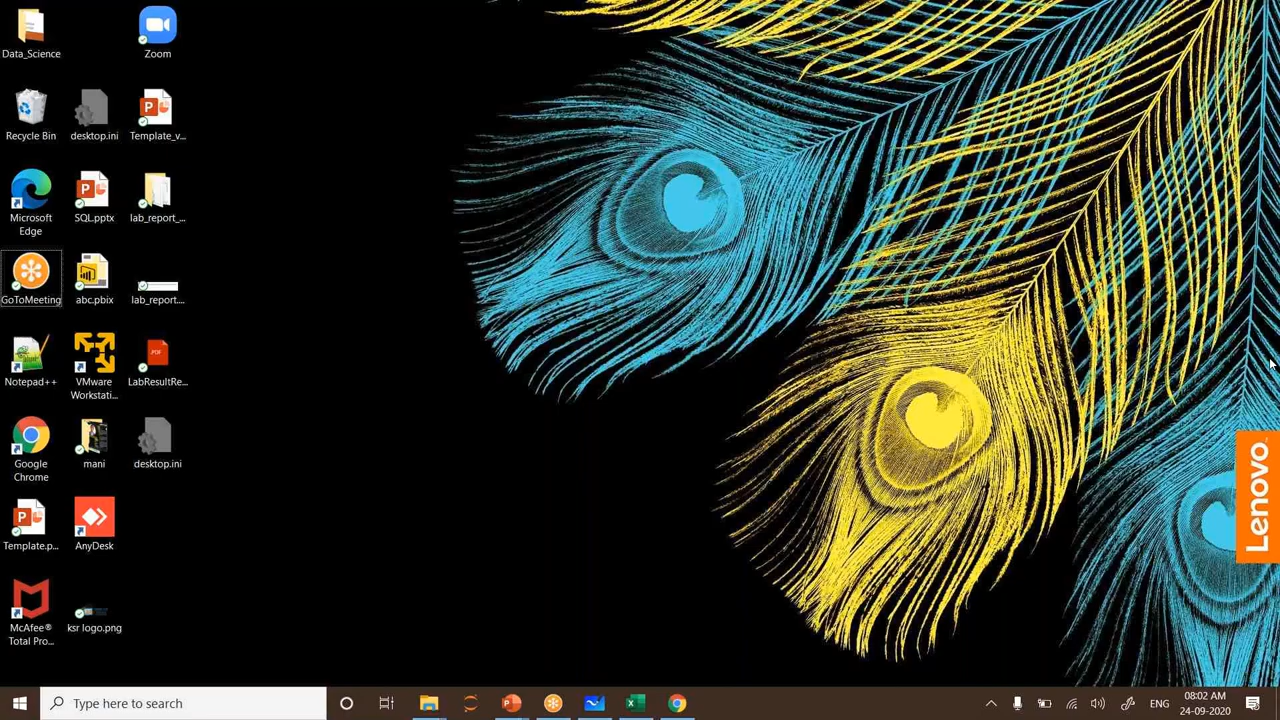 Data_Science
Zoom
Recycle Bin
desktop.ini
Template_v...
Microsoft
Edge
SQL.pptx
lab_report_...
GoToMeeting
abc.pbix
lab_report....
Notepad++
VMware
Workstati...
PDF
LabResultRe...
Google
Chrome
mani
desktop.ini
Template.p...
AnyDesk
McAfee®
Total Pro...
ksr logo.png
Lenovo
Type here to search
ENG
08:02 AM
24-09-2020